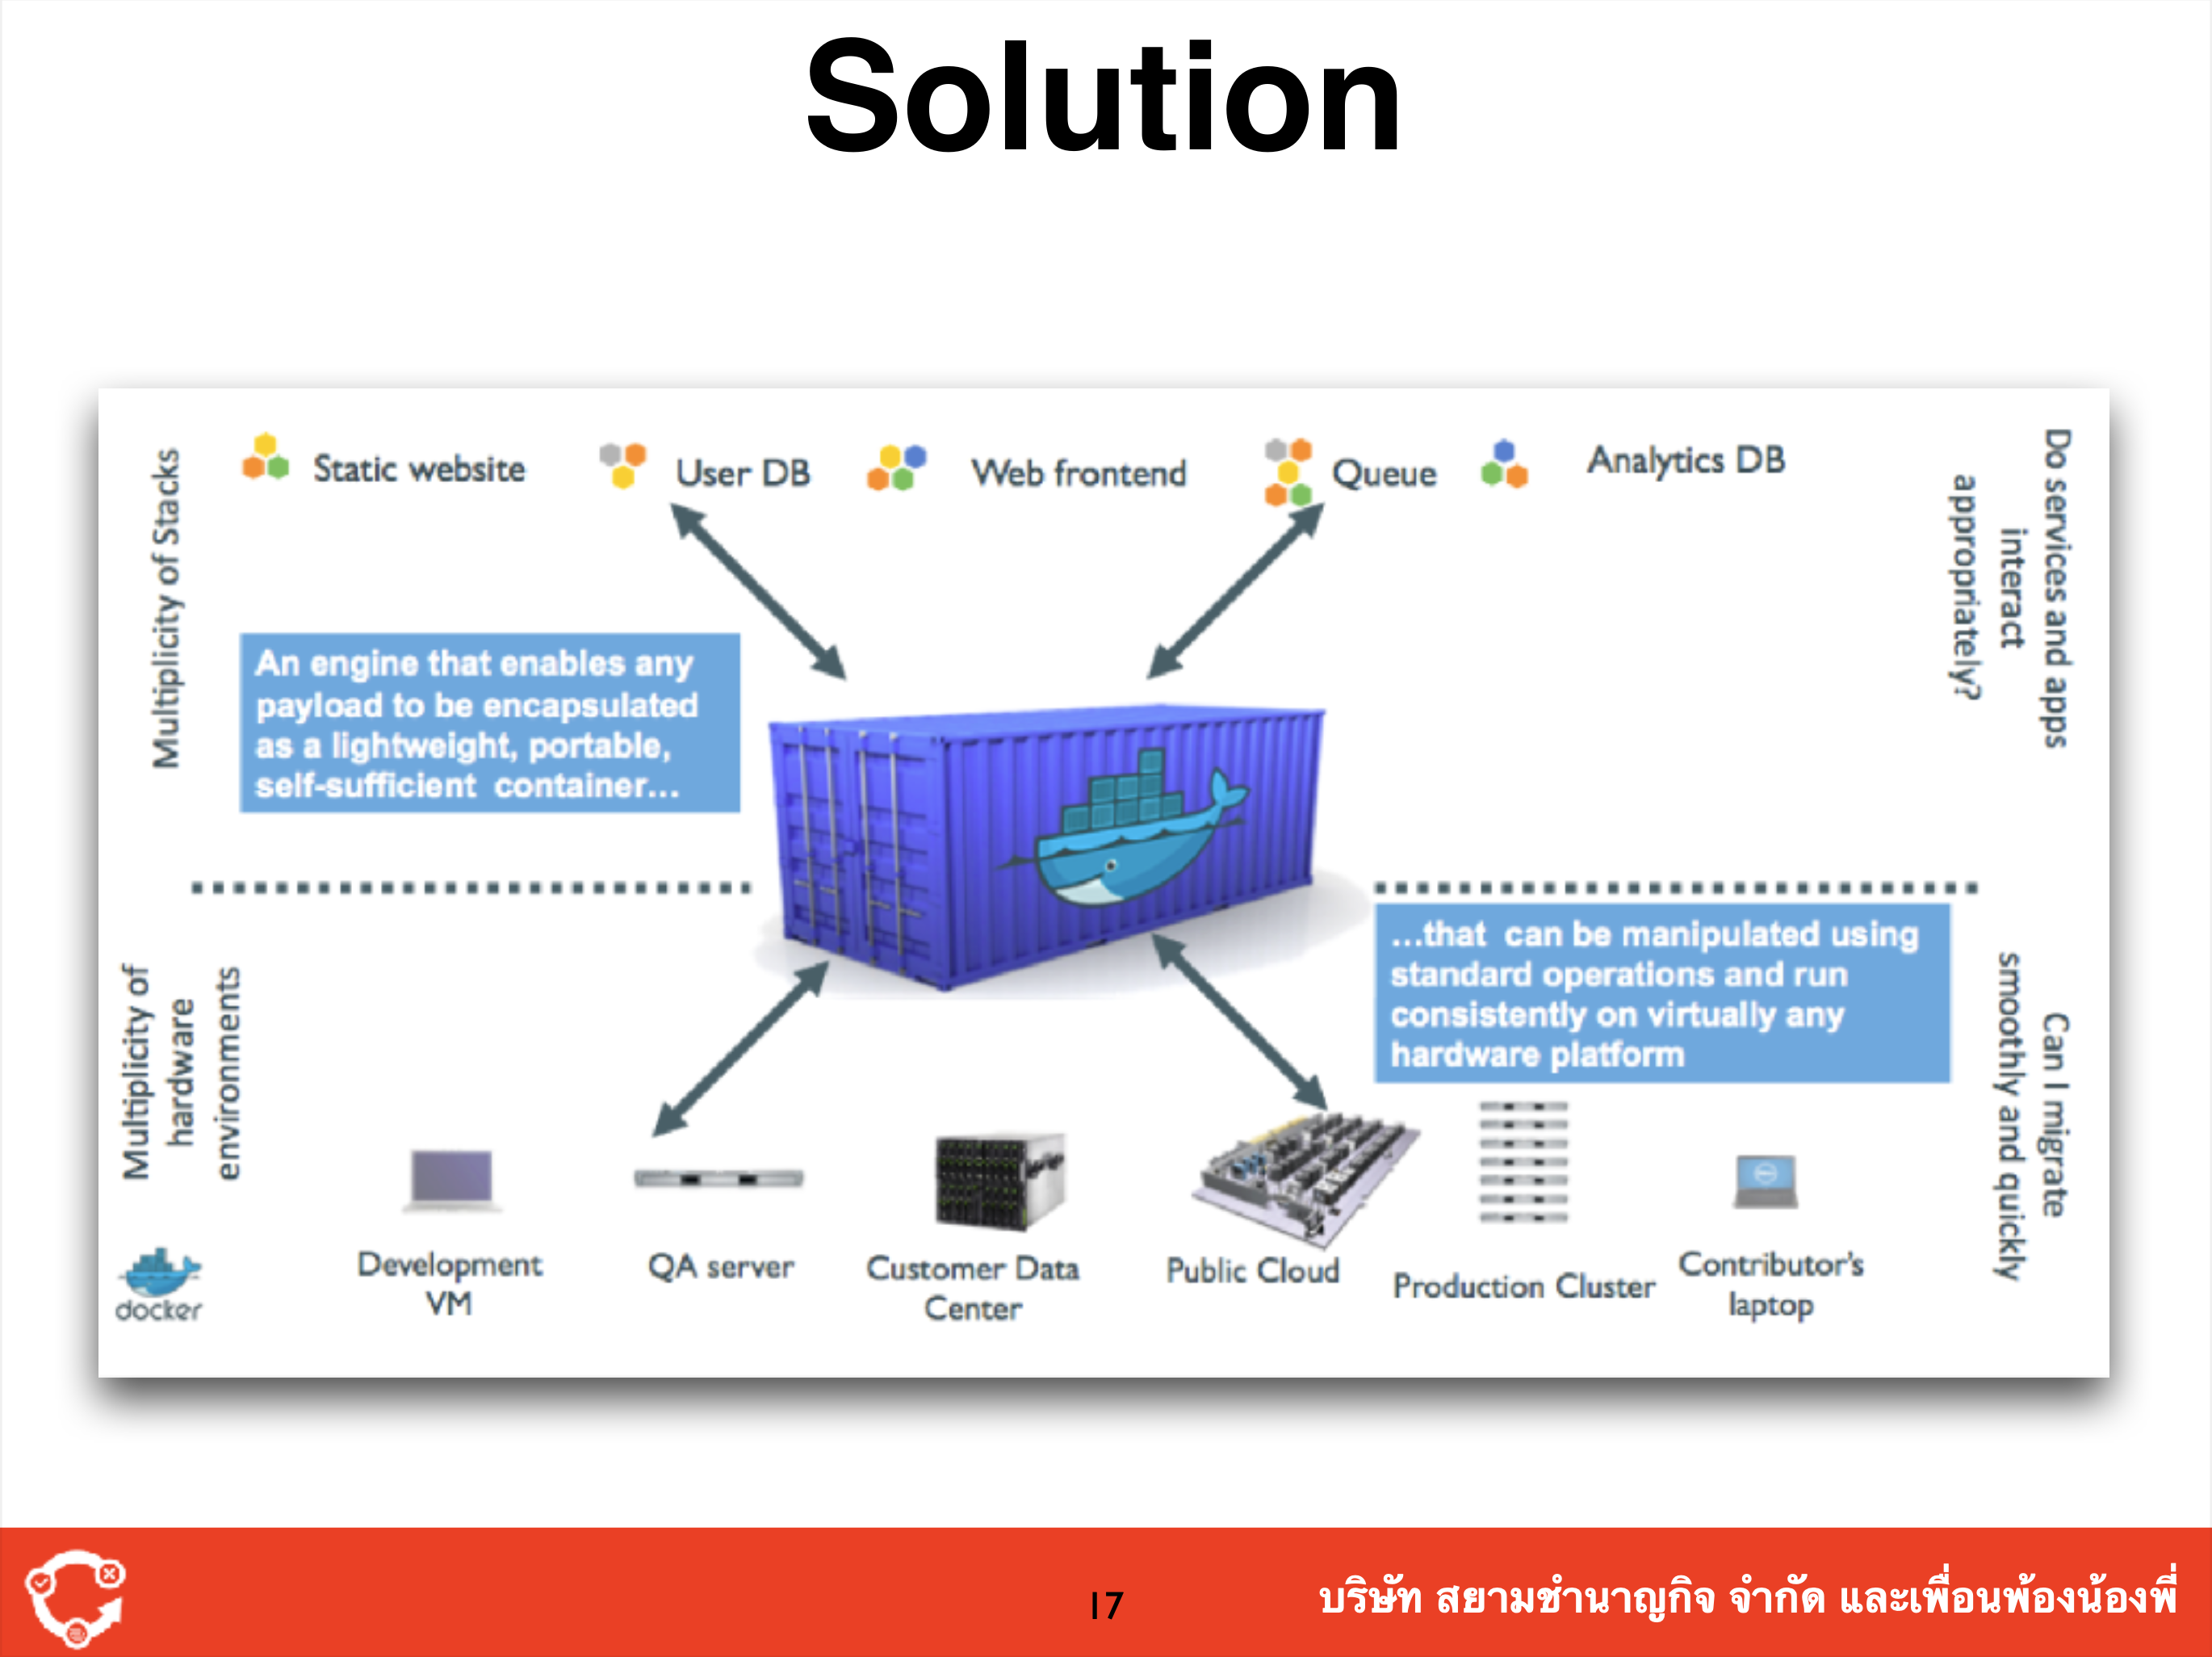 Solution
Multiplicity of Stacks
Static website
User DB
Web frontend
Queue
Analytics DB
Do services and apps
interact
appropriately?
An engine that enables any
payload to be encapsulated
as a lightweight, portable,
self-sufficient container...
...that can be manipulated using
standard operations and run
consistently on virtually any
hardware platform
Multiplicity of
hardware
environments
Can I migrate
smoothly and quickly
docker
Development
VM
QA server
Customer Data
Center
Public Cloud
Production Cluster
Contributor's
laptop
17
บริษัท สยามชำนาญกิจ จำกัด และเพื่อนพ้องน้องพี่